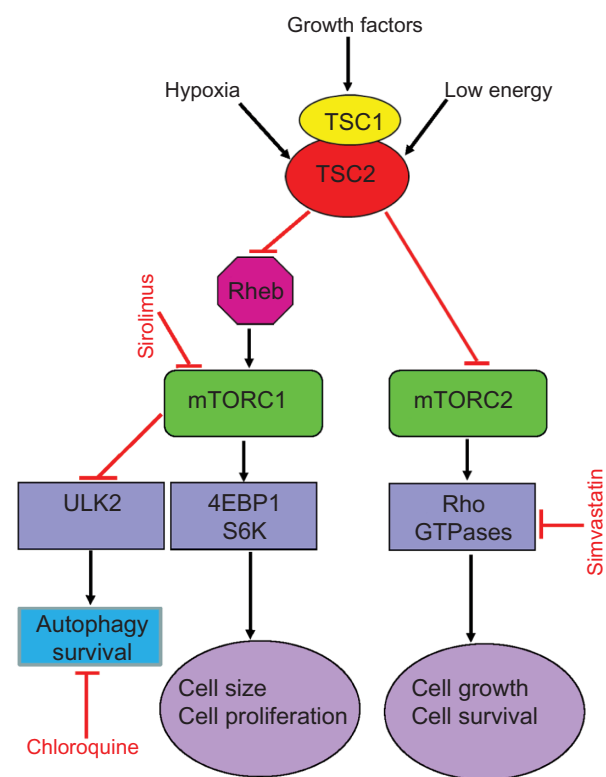 Growth factors
Hypoxia
Low energy
TSC1
TSC2
Rheb
Sirolimus
mTORC1
mTORC2
ULK2
4EBP1
S6K
Rho
GTPases
Simvastatin
Autophagy
survival
Cell size
Cell proliferation
Cell growth
Cell survival
Chloroquine